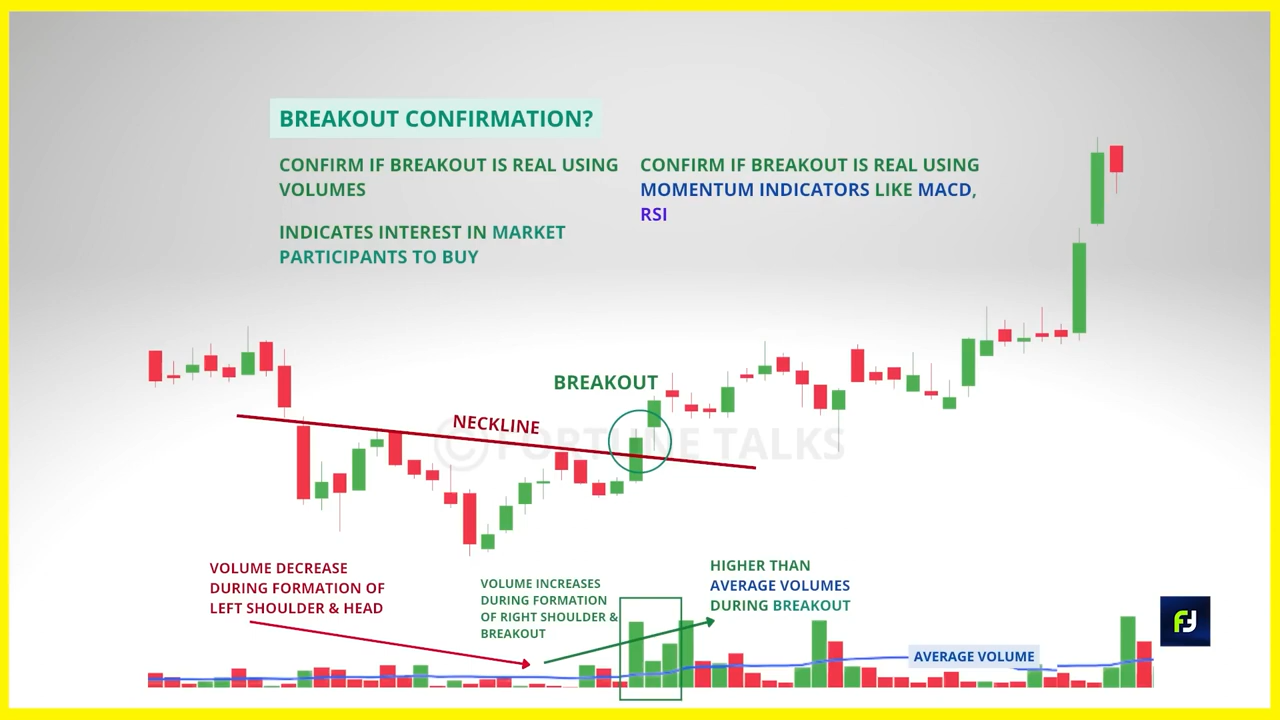 BREAKOUT CONFIRMATION?
CONFIRM IF BREAKOUT IS REAL USING
VOLUMES
INDICATES INTEREST IN MARKET
PARTICIPANTS TO BUY
CONFIRM IF BREAKOUT IS REAL USING
MOMENTUM INDICATORS LIKE MACD,
RSI
BREAKOUT
NECKLINE
© FORTUNE TALKS
VOLUME DECREASE
DURING FORMATION OF
LEFT SHOULDER & HEAD
VOLUME INCREASES
DURING FORMATION
OF RIGHT SHOULDER &
BREAKOUT
HIGHER THAN
AVERAGE VOLUMES
DURING BREAKOUT
AVERAGE VOLUME